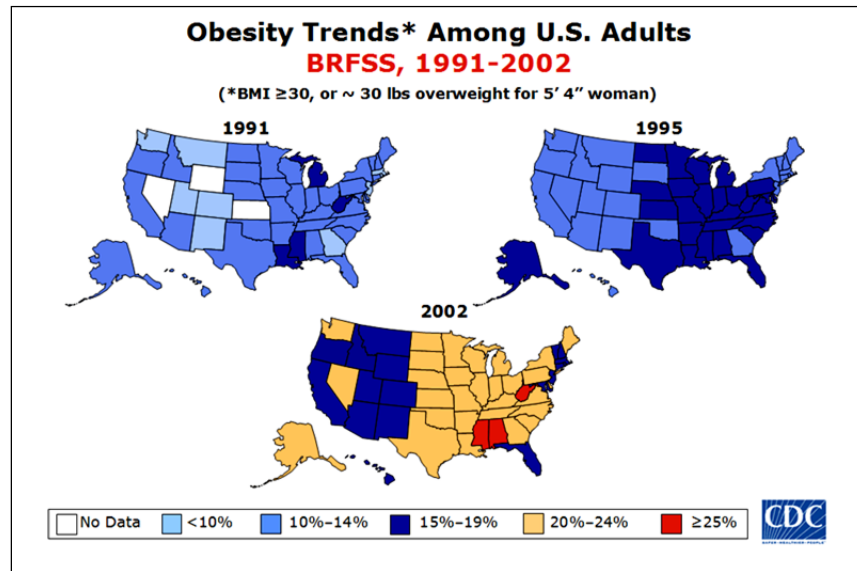 Obesity Trends* Among U.S. Adults
BRFSS, 1991-2002
(*BMI ≥30, or ~ 30 lbs overweight for 5’ 4” woman)
1991
1995
2002
No Data
<10%
10%–14%
15%–19%
20%–24%
≥25%
CDC